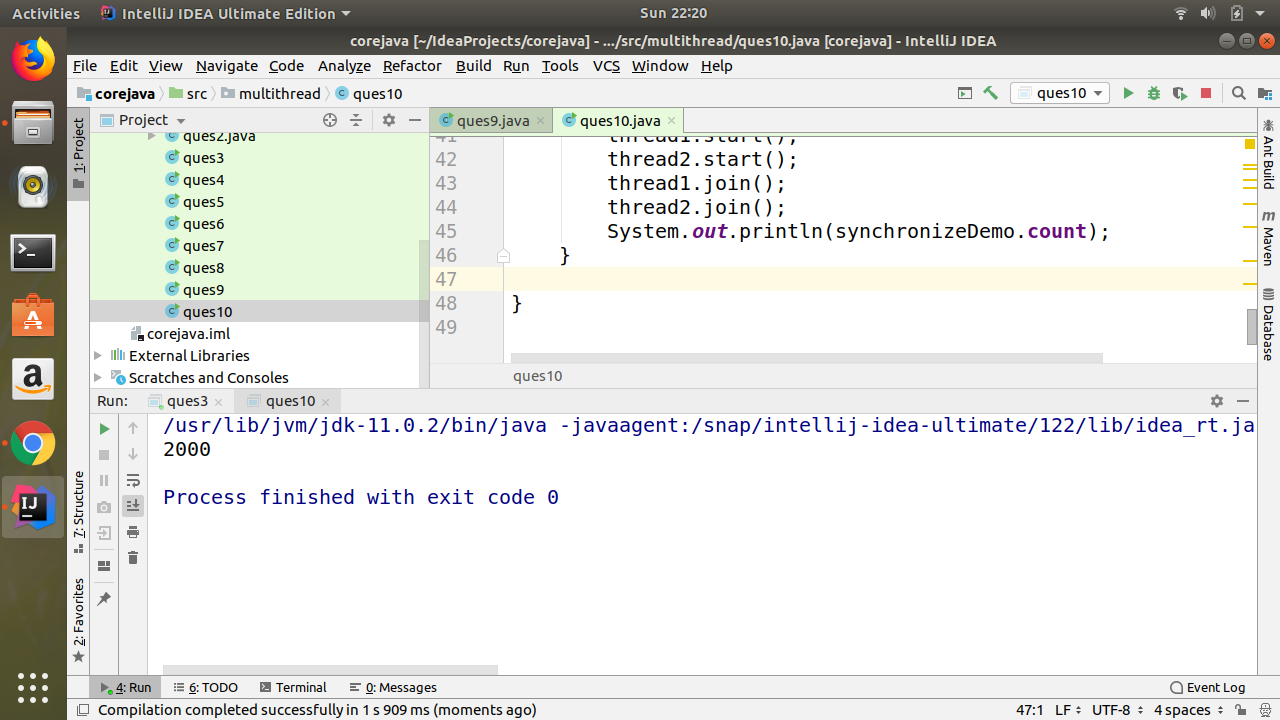 Activities IntelliJ IDEA Ultimate Edition Sun 22:20
corejava [~/IdeaProjects/corejava] - .../src/multithread/ques10.java [corejava] - IntelliJ IDEA
File Edit View Navigate Code Analyze Refactor Build Run Tools VCS Window Help
corejava src multithread ques10 ques10
1: Project
Project
ques2.java
ques3
ques4
ques5
ques6
ques7
ques8
ques9
ques10
corejava.iml
External Libraries
Scratches and Consoles
ques9.java ques10.java
41 thread1.start();
42 thread2.start();
43 thread1.join();
44 thread2.join();
45 System.out.println(synchronizeDemo.count);
46 }
47
48 }
49
ques10
Ant Build
Maven
Database
Run: ques3 ques10
/usr/lib/jvm/jdk-11.0.2/bin/java -javaagent:/snap/intellij-idea-ultimate/122/lib/idea_rt.ja
2000
Process finished with exit code 0
7: Structure
2: Favorites
4: Run 6: TODO Terminal 0: Messages Event Log
Compilation completed successfully in 1 s 909 ms (moments ago) 47:1 LF UTF-8 4 spaces